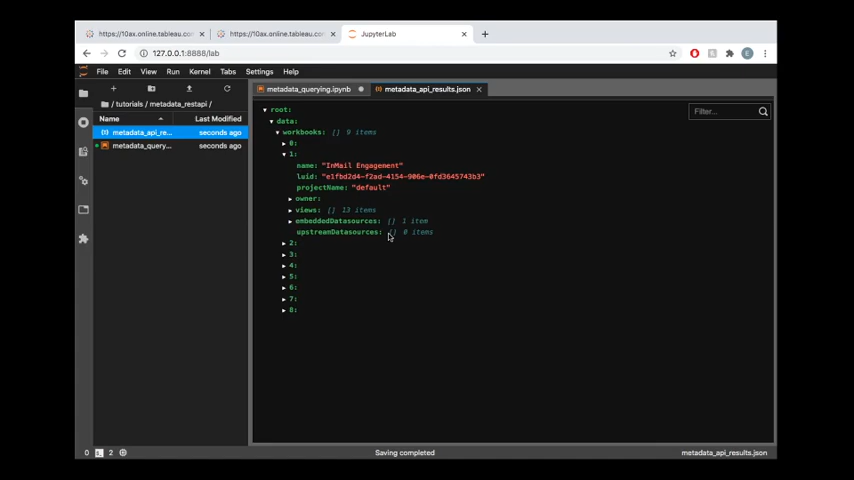 https://10ax.online.tableau.c
https://10ax.online.tableau.c
JupyterLab
127.0.0.1:8888/lab
File Edit View Run Kernel Tabs Settings Help
metadata_querying.ipynb
metadata_api_results.json
/ tutorials / metadata_restapi /
Name Last Modified
metadata_api_re... seconds ago
metadata_query... seconds ago
Filter...
root:
data:
workbooks: [] 9 items
0:
1:
name: "InMail Engagement"
luid: "e1fbd2d4-f2ad-4154-906e-0fd3645743b3"
projectName: "default"
owner:
views: [] 13 items
embeddedDatasources: [] 1 item
upstreamDatasources: [] 0 items
2:
3:
4:
5:
6:
7:
8:
0 2 Saving completed metadata_api_results.json